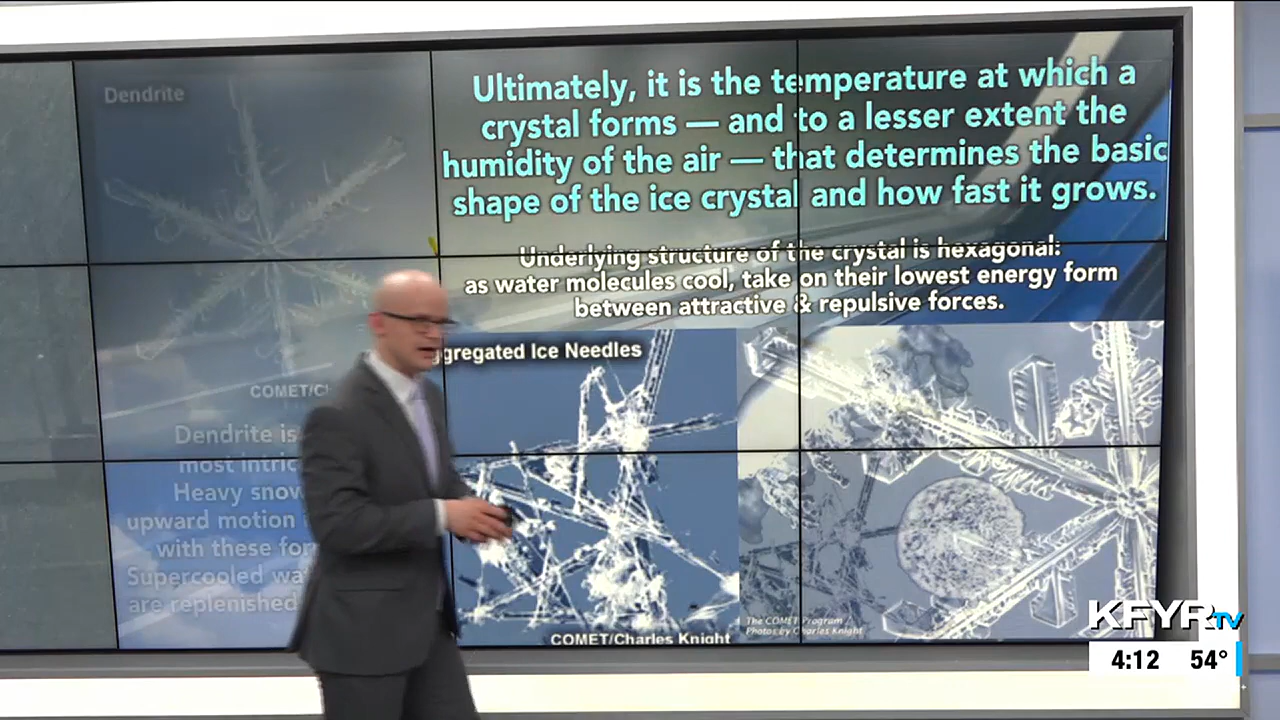 Dendrite
Ultimately, it is the temperature at which a
crystal forms — and to a lesser extent the
humidity of the air — that determines the basic
shape of the ice crystal and how fast it grows.
Underlying structure of the crystal is hexagonal:
as water molecules cool, take on their lowest energy form
between attractive & repulsive forces.
ggregated Ice Needles
COMET/C
Dendrite is
most intric
Heavy snow
upward motion
with these for
Supercooled wa
are replenished
COMET/Charles Knight
The COMET Program /
Photos by Charles Knight
KFYRTV
4:12 54°